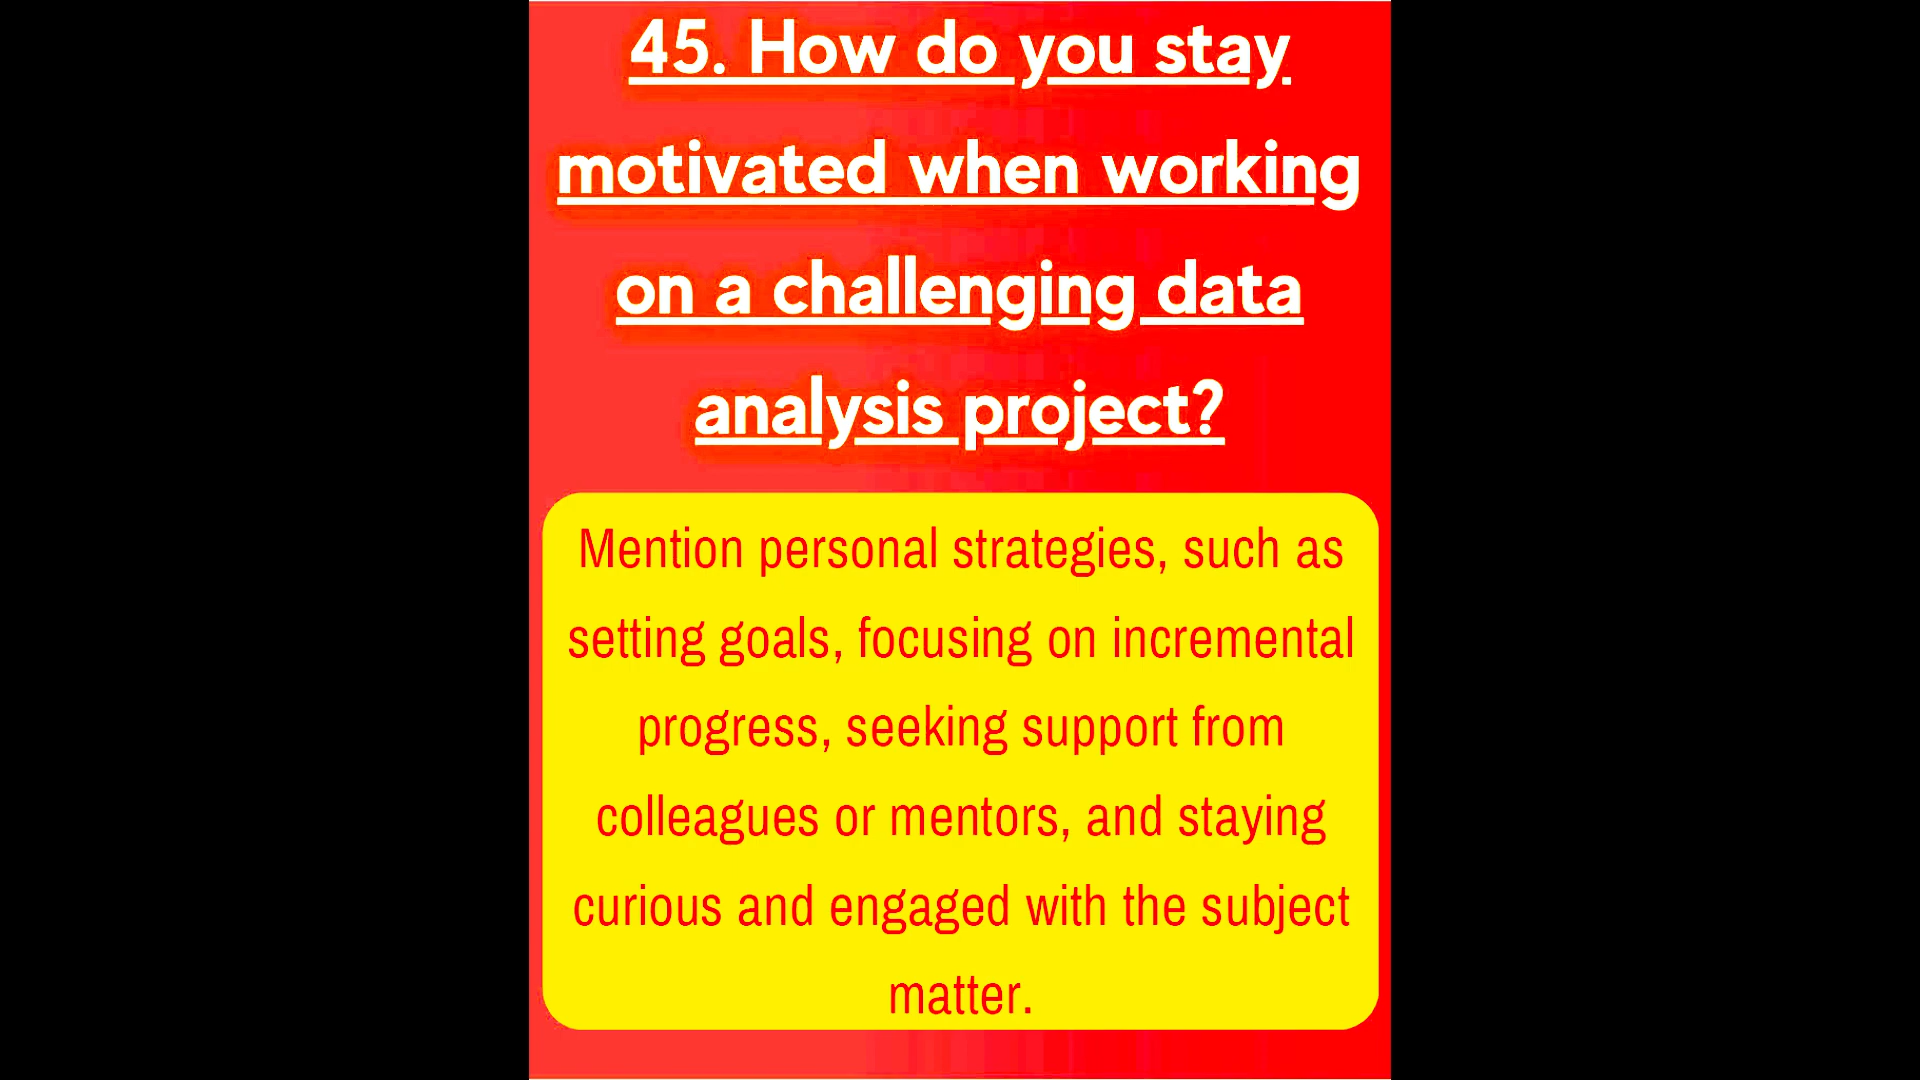 45. How do you stay
motivated when working
on a challenging data
analysis project?
Mention personal strategies, such as
setting goals, focusing on incremental
progress, seeking support from
colleagues or mentors, and staying
curious and engaged with the subject
matter.